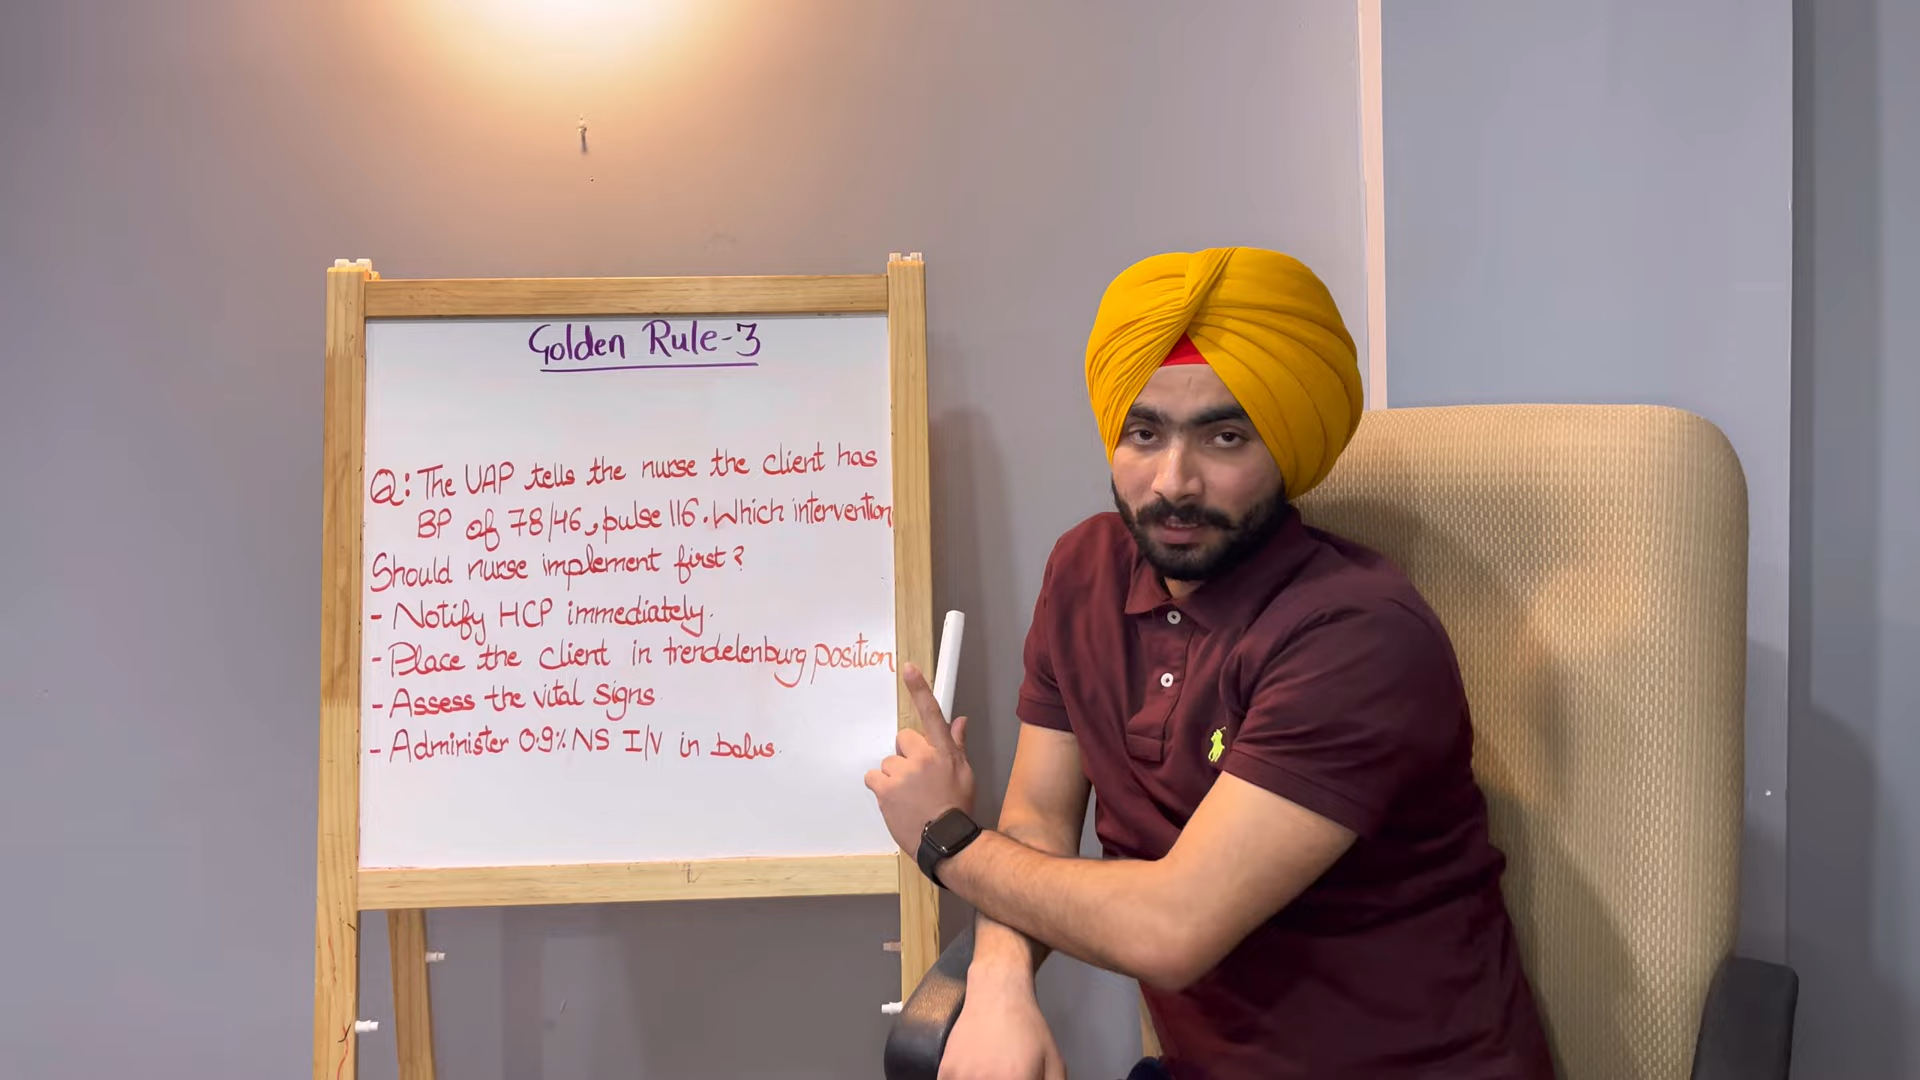 Golden Rule-3
Q: The UAP tells the nurse the client has
BP of 78/46, pulse 116. Which intervention
Should nurse implement first?
- Notify HCP immediately.
- Place the client in trendelenburg position
- Assess the vital signs
- Administer 0.9% NS I/V in bolus.